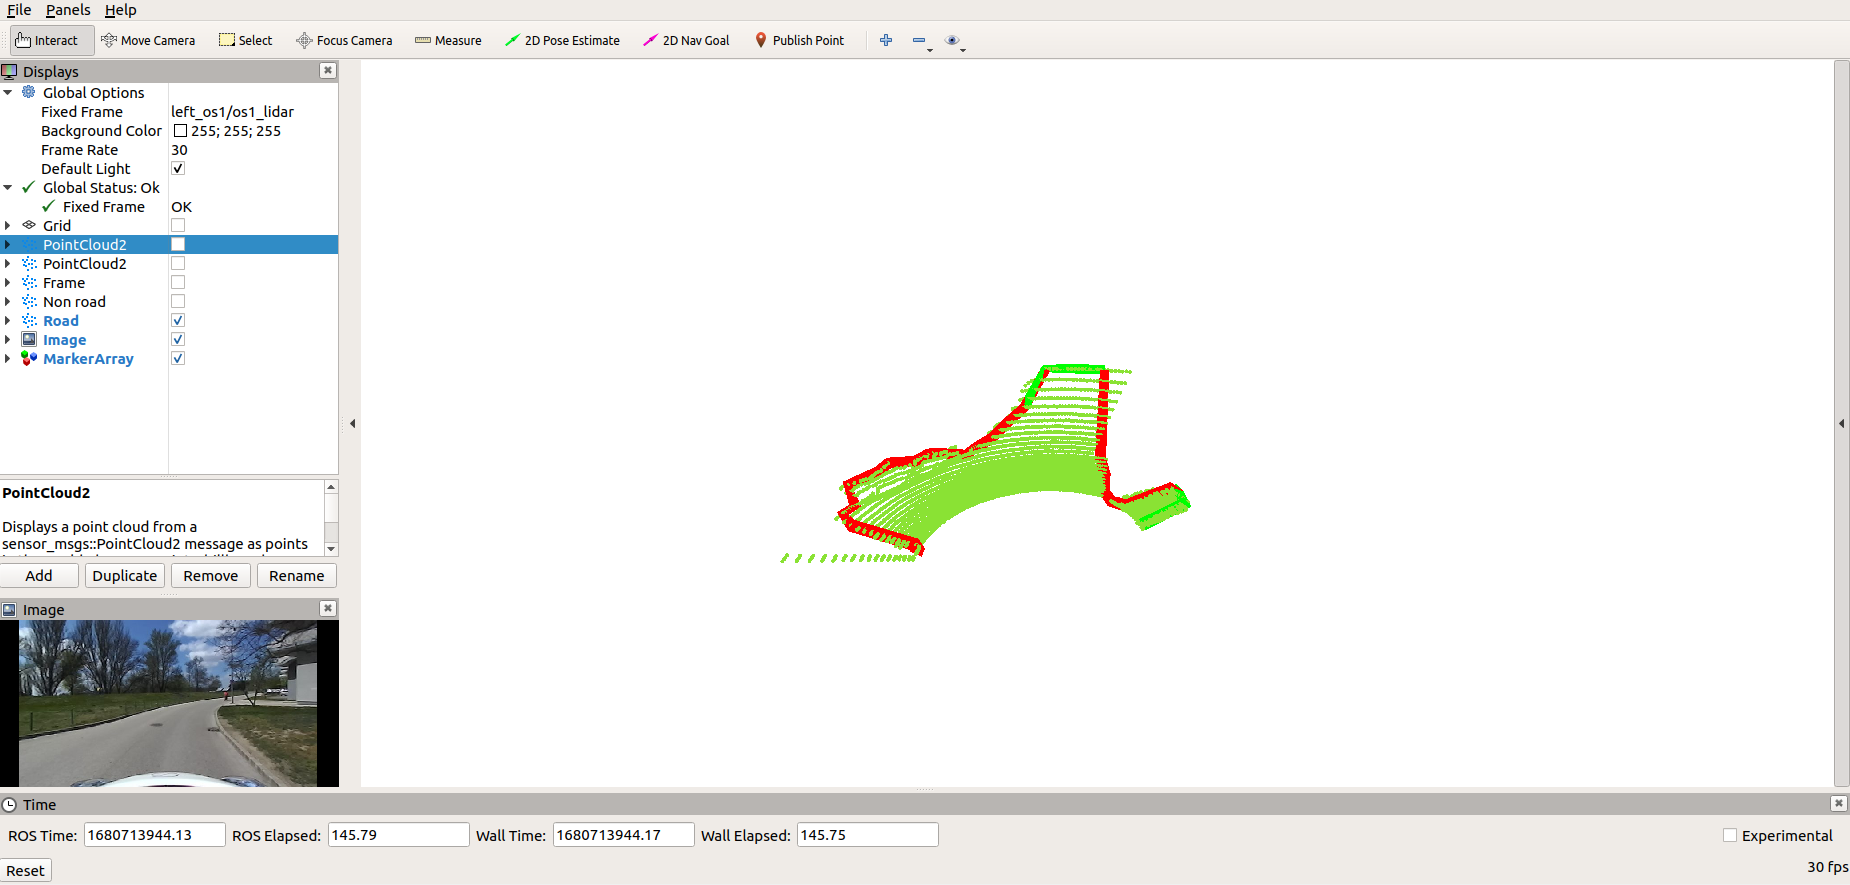 File Panels Help
Interact Move Camera Select Focus Camera Measure 2D Pose Estimate 2D Nav Goal Publish Point
Displays
Global Options
Fixed Frame left_os1/os1_lidar
Background Color 255; 255; 255
Frame Rate 30
Default Light
Global Status: Ok
Fixed Frame OK
Grid
PointCloud2
PointCloud2
Frame
Non road
Road
Image
MarkerArray
PointCloud2
Displays a point cloud from a
sensor_msgs::PointCloud2 message as points
Add Duplicate Remove Rename
Image
Time
ROS Time: 1680713944.13 ROS Elapsed: 145.79 Wall Time: 1680713944.17 Wall Elapsed: 145.75 Experimental
Reset 30 fps